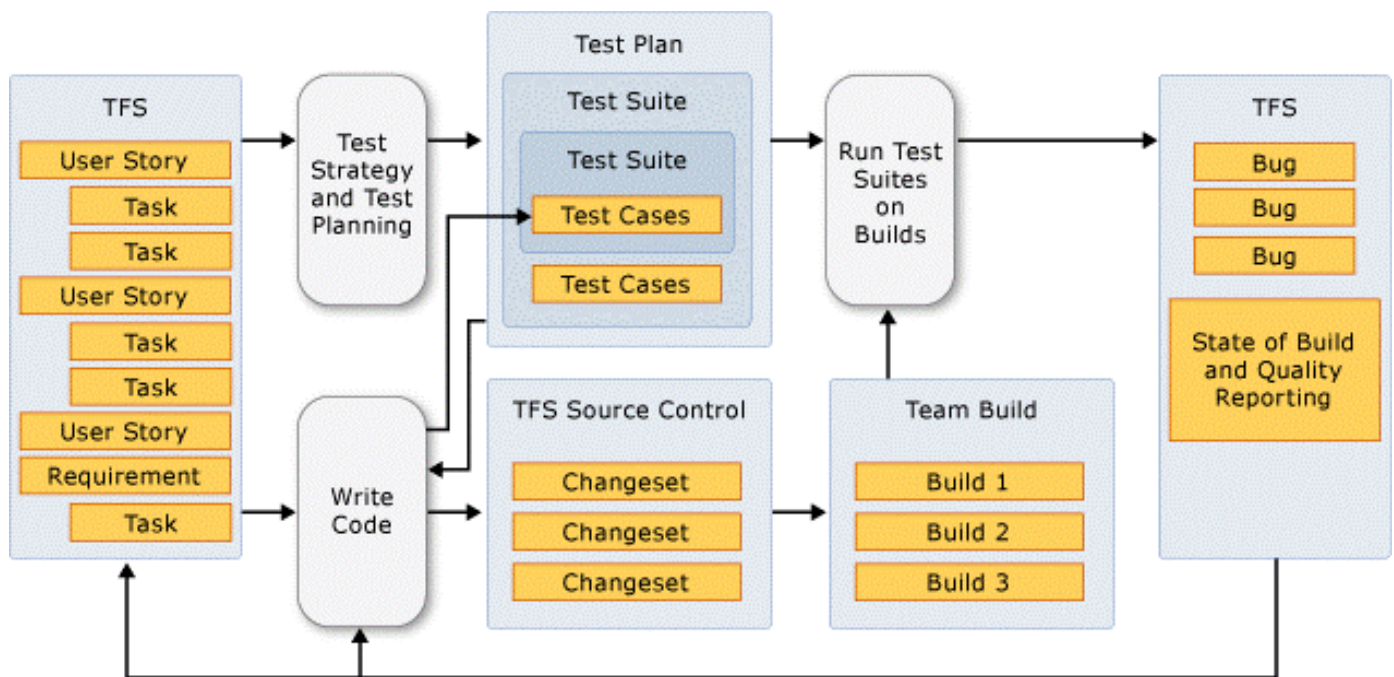 TFS
User Story
Task
Task
User Story
Task
Task
User Story
Requirement
Task
Test
Strategy
and Test
Planning
Write
Code
Test Plan
Test Suite
Test Suite
Test Cases
Test Cases
TFS Source Control
Changeset
Changeset
Changeset
Run Test
Suites
on
Builds
Team Build
Build 1
Build 2
Build 3
TFS
Bug
Bug
Bug
State of Build
and Quality
Reporting